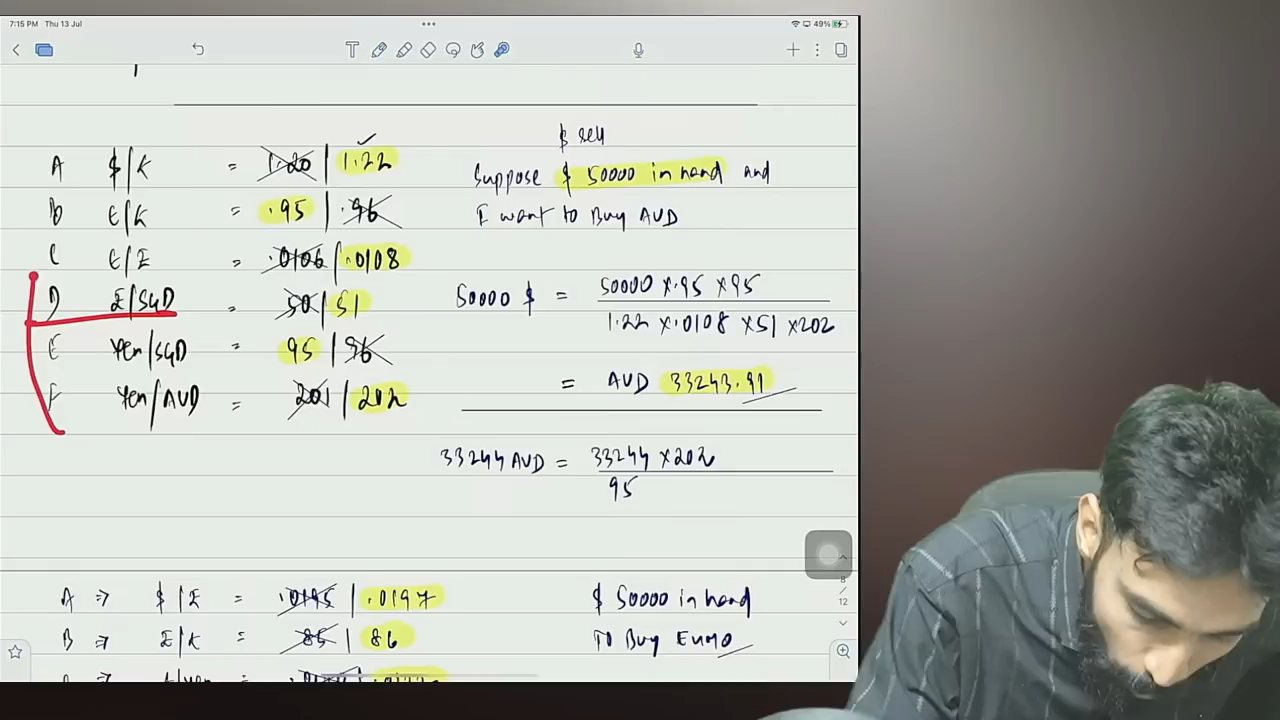 7:15 PM Thu 13 Jul
49%
$ sell
A $/K = 1.20 | 1.22
Suppose $ 50000 in hand and
B €/K = .95 | .96
I want to Buy AUD
C €/£ = .0106 | .0108
D £/SGD = 50 | 51
50000 $ = 50000 x .95 x 95
1.22 x .0108 x 51 x 202
E Yen/SGD = 95 | 96
= AUD 33243.91
F Yen/AUD = 201 | 202
33244 AUD = 33244 x 202
95
8
/
12
A => $/£ = .0195 | .0197
$ 50000 in hand
B => £/K = 85 | 86
To Buy EURO